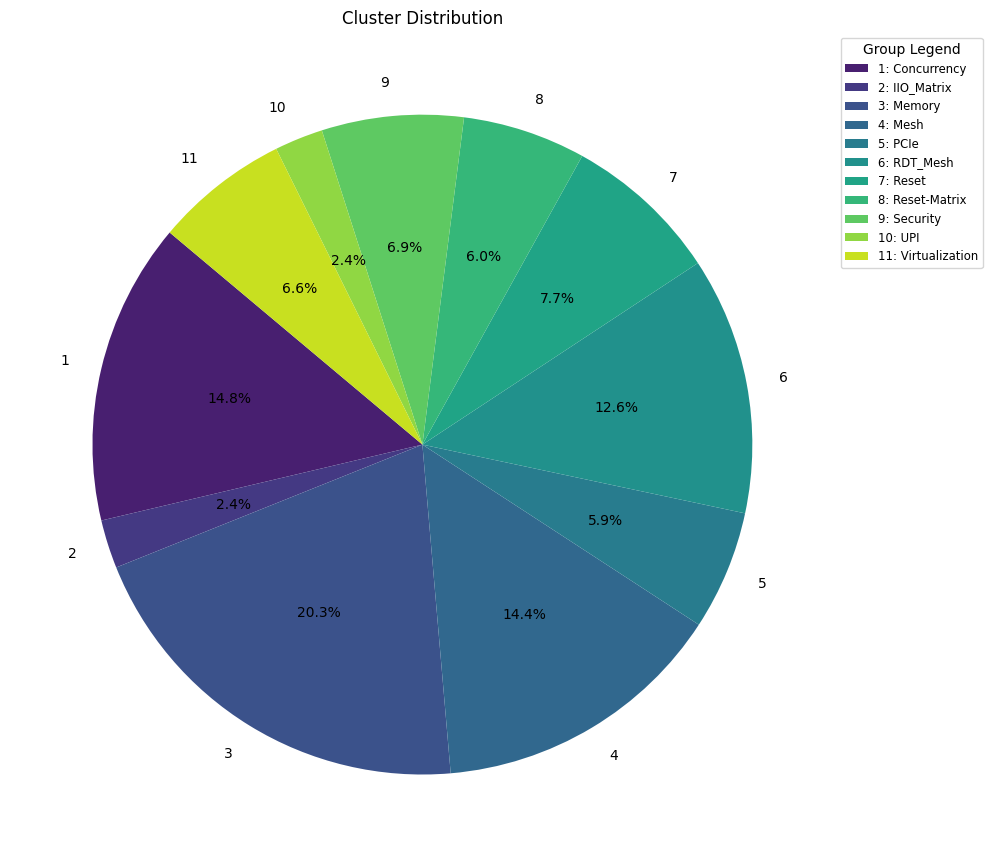 Cluster Distribution
Group Legend
1: Concurrency
2: IIO_Matrix
3: Memory
4: Mesh
5: PCIe
6: RDT_Mesh
7: Reset
8: Reset-Matrix
9: Security
10: UPI
11: Virtualization
1
14.8%
2
2.4%
3
20.3%
4
14.4%
5
5.9%
6
12.6%
7
7.7%
8
6.0%
9
6.9%
10
2.4%
11
6.6%